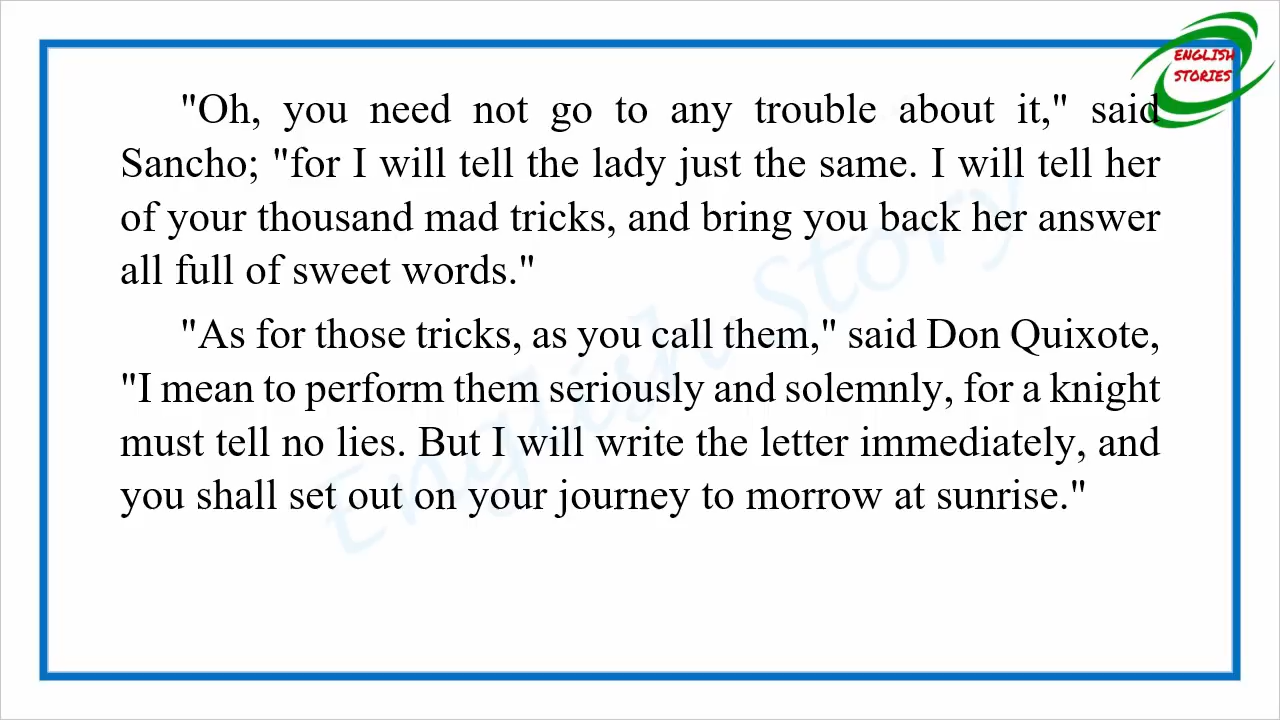 ENGLISH
STORIES
"Oh, you need not go to any trouble about it," said
Sancho; "for I will tell the lady just the same. I will tell her
of your thousand mad tricks, and bring you back her answer
all full of sweet words."
"As for those tricks, as you call them," said Don Quixote,
"I mean to perform them seriously and solemnly, for a knight
must tell no lies. But I will write the letter immediately, and
you shall set out on your journey to morrow at sunrise."
English Story